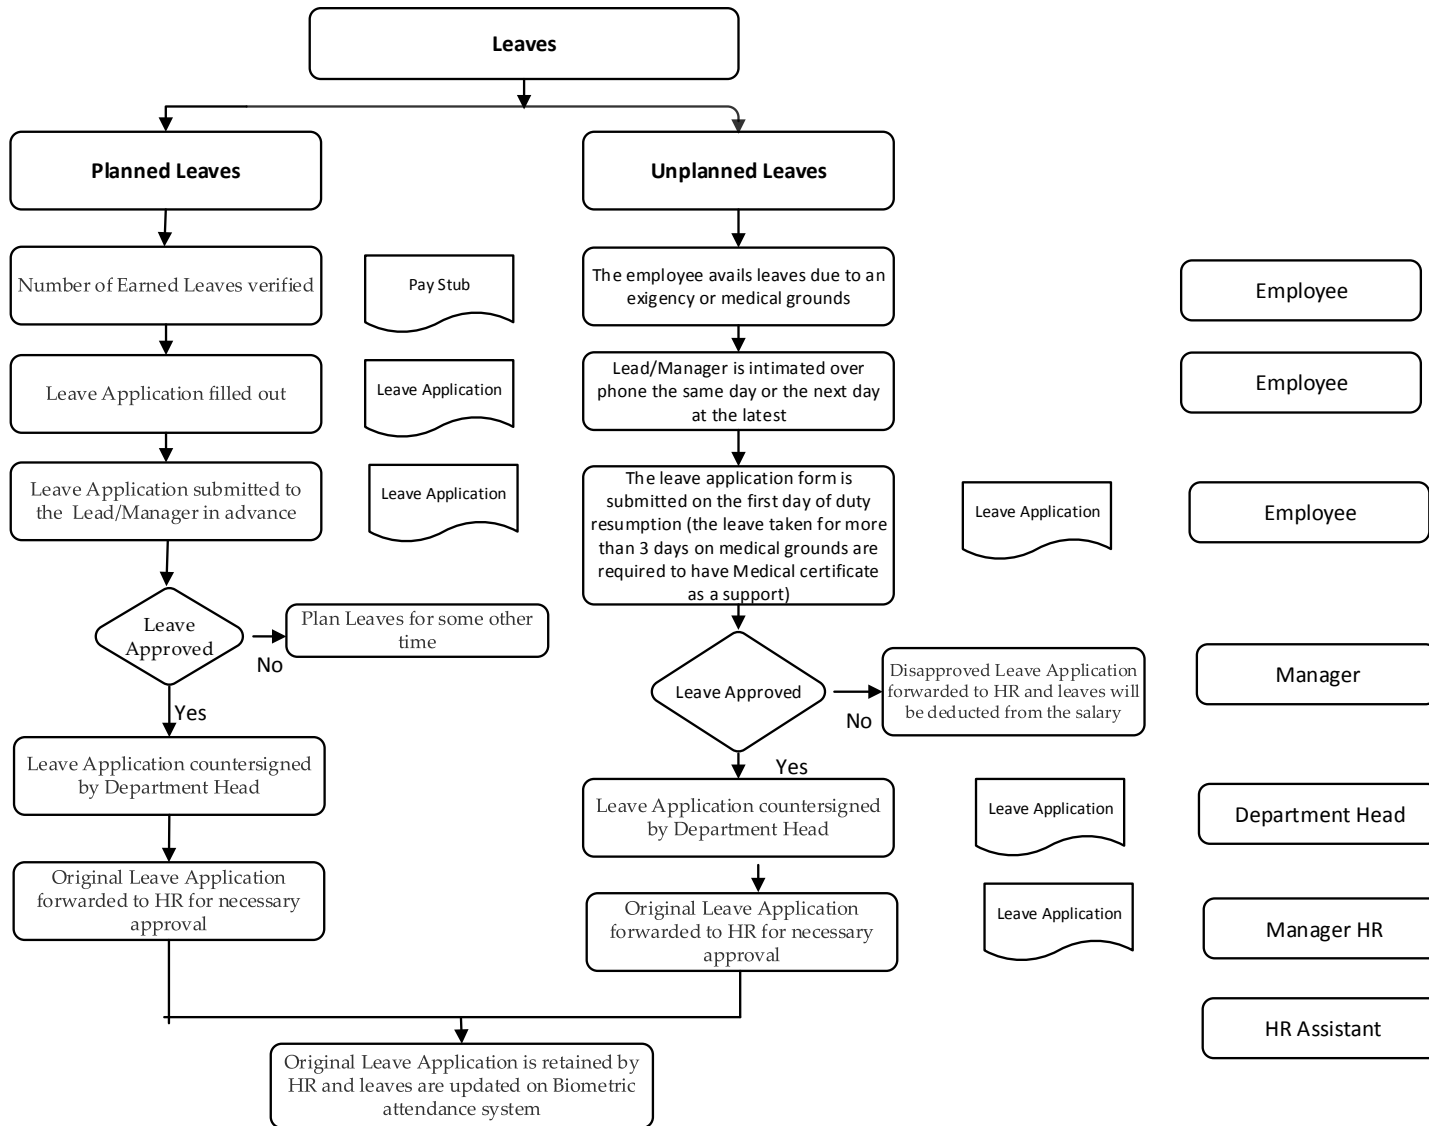 Leaves
Planned Leaves
Unplanned Leaves
Number of Earned Leaves verified
Pay Stub
The employee avails leaves due to an
exigency or medical grounds
Employee
Leave Application filled out
Leave Application
Lead/Manager is intimated over
phone the same day or the next day
at the latest
Employee
Leave Application submitted to
the Lead/Manager in advance
Leave Application
The leave application form is
submitted on the first day of duty
resumption (the leave taken for more
than 3 days on medical grounds are
required to have Medical certificate
as a support)
Leave Application
Employee
Leave
Approved
No
Plan Leaves for some other
time
Yes
Leave Approved
No
Disapproved Leave Application
forwarded to HR and leaves will
be deducted from the salary
Manager
Yes
Leave Application countersigned
by Department Head
Leave Application countersigned
by Department Head
Leave Application
Department Head
Original Leave Application
forwarded to HR for necessary
approval
Original Leave Application
forwarded to HR for necessary
approval
Leave Application
Manager HR
HR Assistant
Original Leave Application is retained by
HR and leaves are updated on Biometric
attendance system